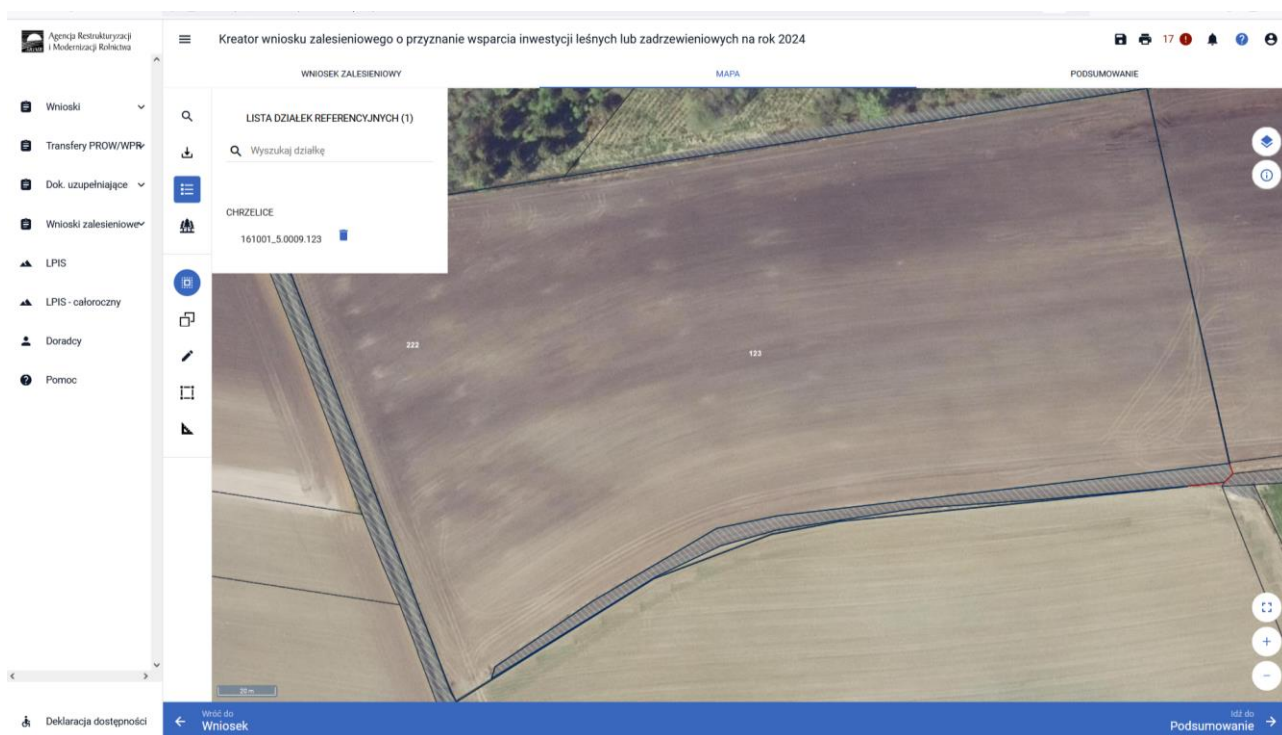 Agencja Restrukturyzacji
i Modernizacji Rolnictwa
Kreator wniosku zalesieniowego o przyznanie wsparcia inwestycji leśnych lub zadrzewieniowych na rok 2024
17
WNIOSEK ZALESIENIOWY
MAPA
PODSUMOWANIE
Wnioski
Transfery PROW/WPR
Dok. uzupełniające
Wnioski zalesieniowe
LPIS
LPIS - całoroczny
Doradcy
Pomoc
LISTA DZIAŁEK REFERENCYJNYCH (1)
Wyszukaj działkę
CHRZELICE
161001_5.0009.123
222
123
20 m
Deklaracja dostępności
Wróć do
Wniosek
Idź do
Podsumowanie